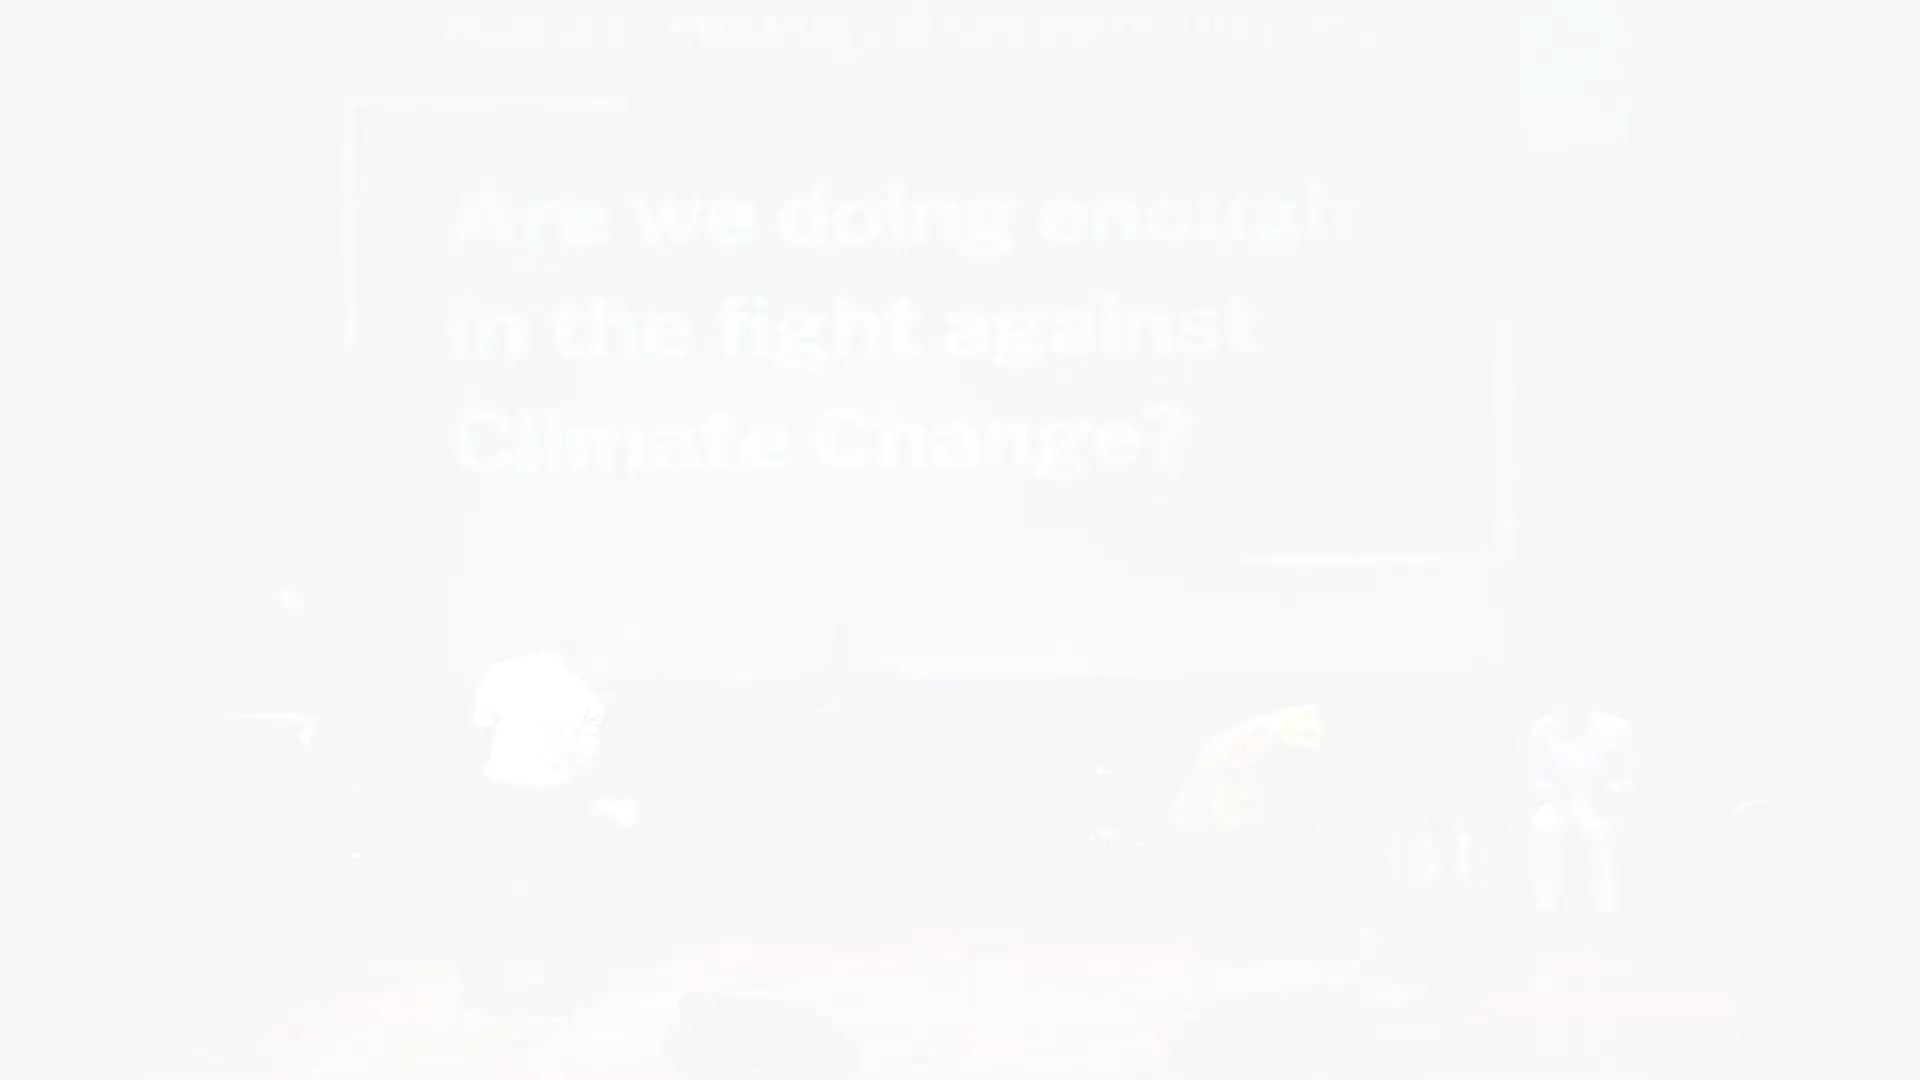 Are we doing enough
in the fight against
Climate Change?